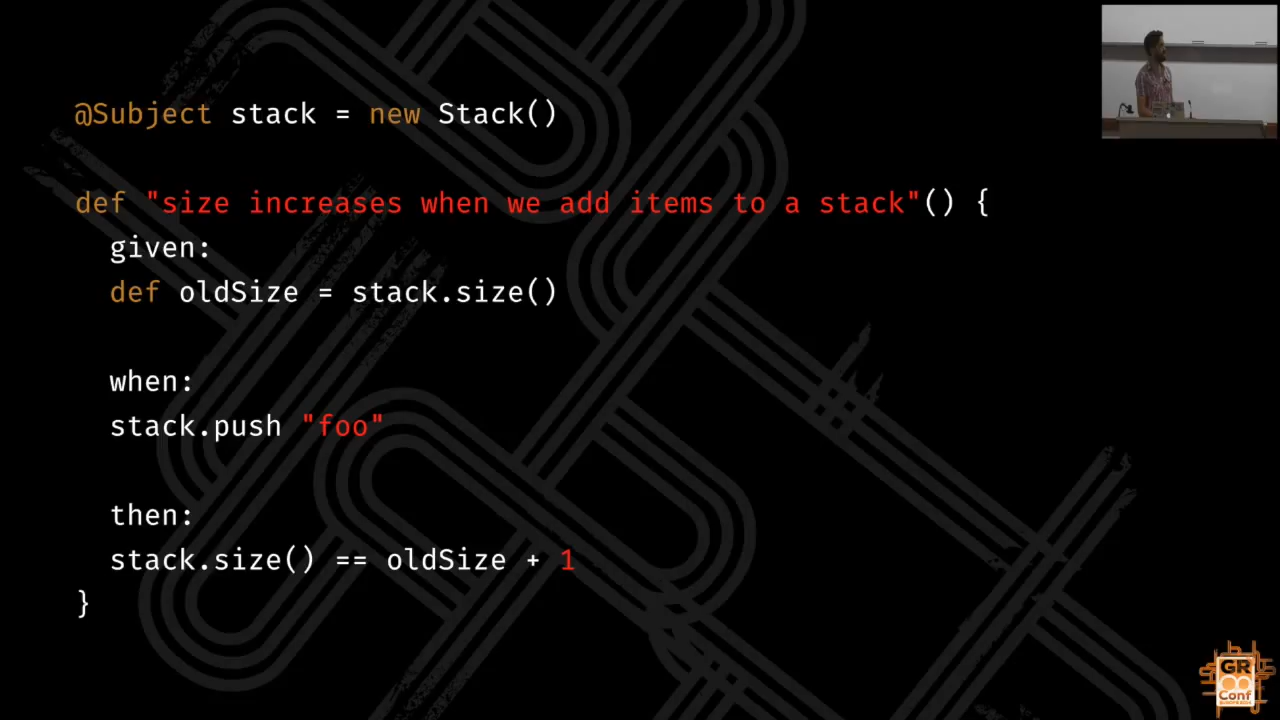 @Subject stack = new Stack()
def "size increases when we add items to a stack"() {
given:
def oldSize = stack.size()
when:
stack.push "foo"
then:
stack.size() == oldSize + 1
}
GR
Conf